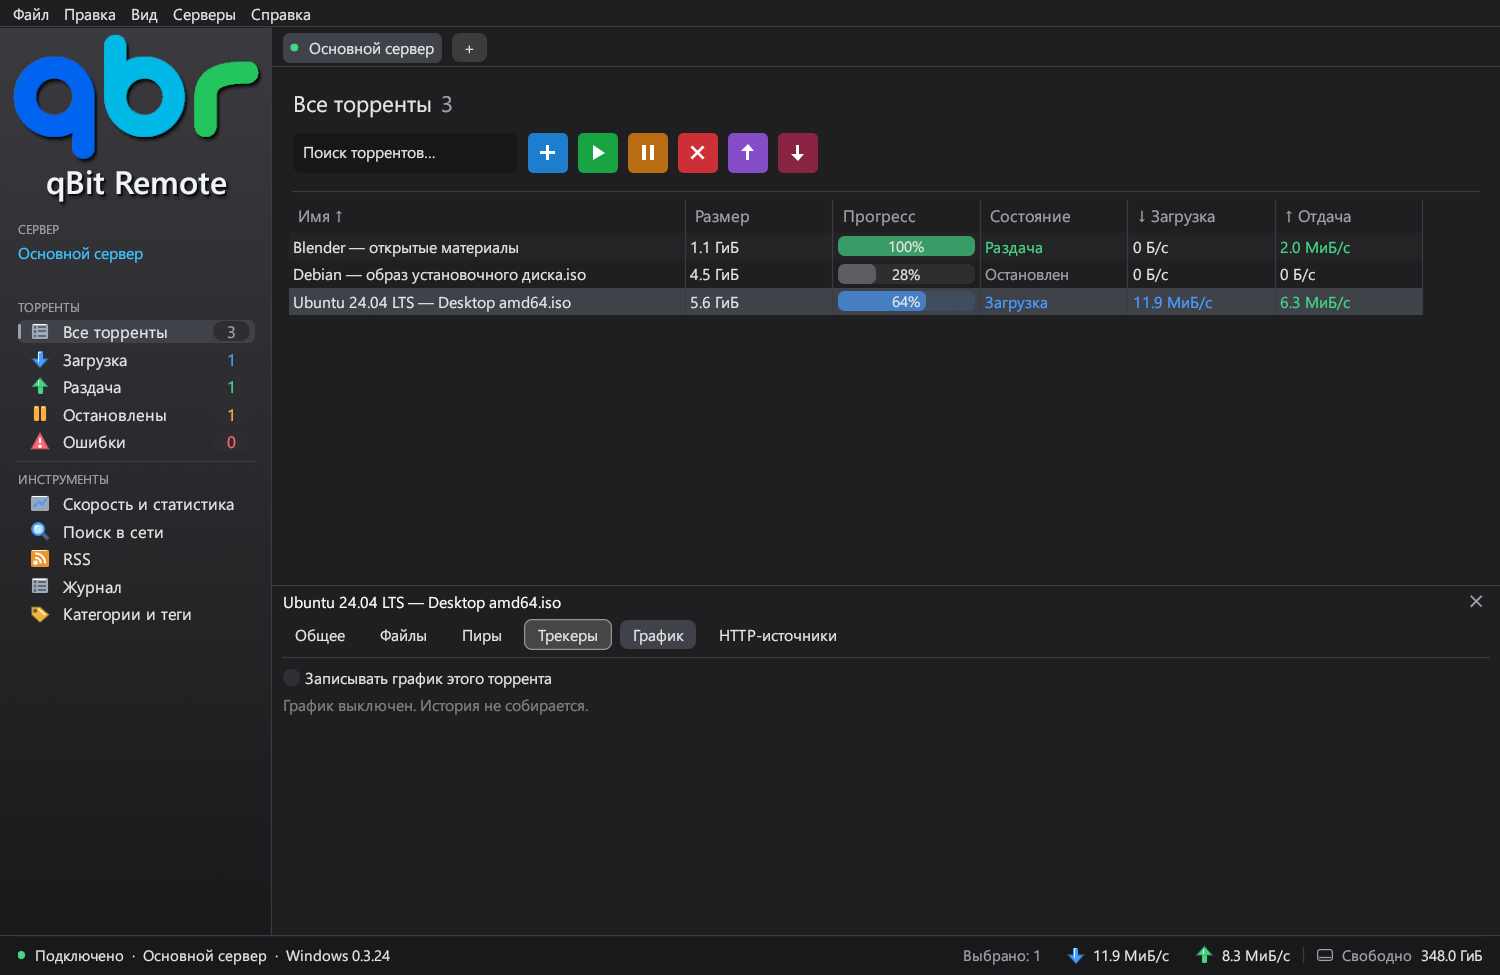 Файл Правка Вид Серверы Справка
qbr
qBit Remote
СЕРВЕР
Основной сервер
ТОРРЕНТЫ
Все торренты 3
Загрузка 1
Раздача 1
Остановлены 1
Ошибки 0
ИНСТРУМЕНТЫ
Скорость и статистика
Поиск в сети
RSS
Журнал
Категории и теги
Основной сервер +
Все торренты 3
Поиск торрентов...
Имя ↑ Размер Прогресс Состояние ↓ Загрузка ↑ Отдача
Blender — открытые материалы 1.1 ГиБ 100% Раздача 0 Б/с 2.0 МиБ/с
Debian — образ установочного диска.iso 4.5 ГиБ 28% Остановлен 0 Б/с 0 Б/с
Ubuntu 24.04 LTS — Desktop amd64.iso 5.6 ГиБ 64% Загрузка 11.9 МиБ/с 6.3 МиБ/с
Ubuntu 24.04 LTS — Desktop amd64.iso
Общее Файлы Пиры Трекеры График HTTP-источники
Записывать график этого торрента
График выключен. История не собирается.
Подключено · Основной сервер · Windows 0.3.24 Выбрано: 1 11.9 МиБ/с 8.3 МиБ/с Свободно 348.0 ГиБ